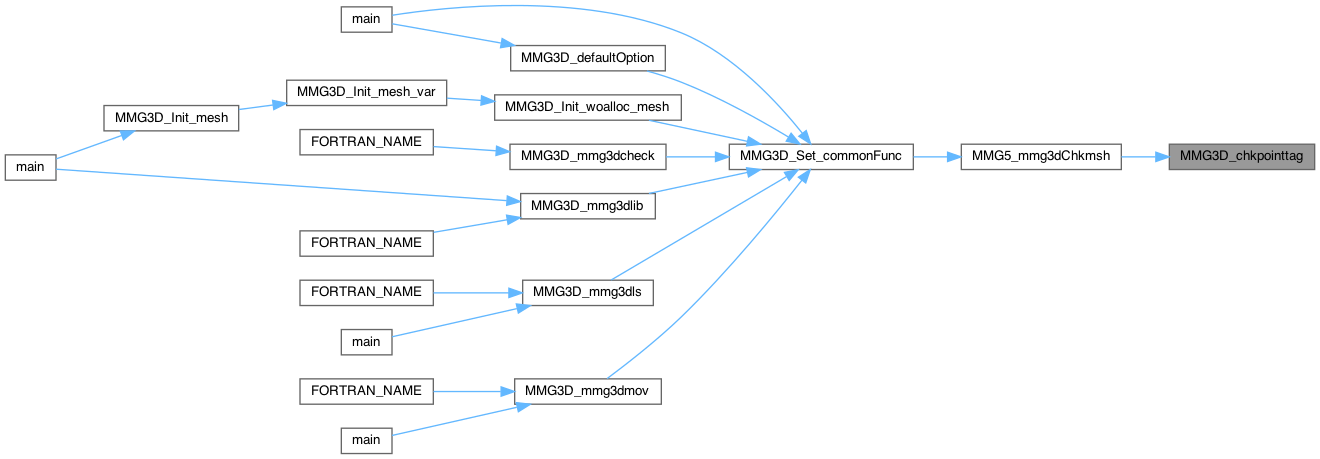 main
MMG3D_defaultOption
MMG3D_Init_mesh_var
MMG3D_Init_woalloc_mesh
MMG3D_Init_mesh
FORTRAN_NAME
MMG3D_mmg3dcheck
MMG3D_Set_commonFunc
MMG5_mmg3dChkmsh
MMG3D_chkpointtag
main
MMG3D_mmg3dlib
FORTRAN_NAME
FORTRAN_NAME
MMG3D_mmg3dls
main
FORTRAN_NAME
MMG3D_mmg3dmov
main